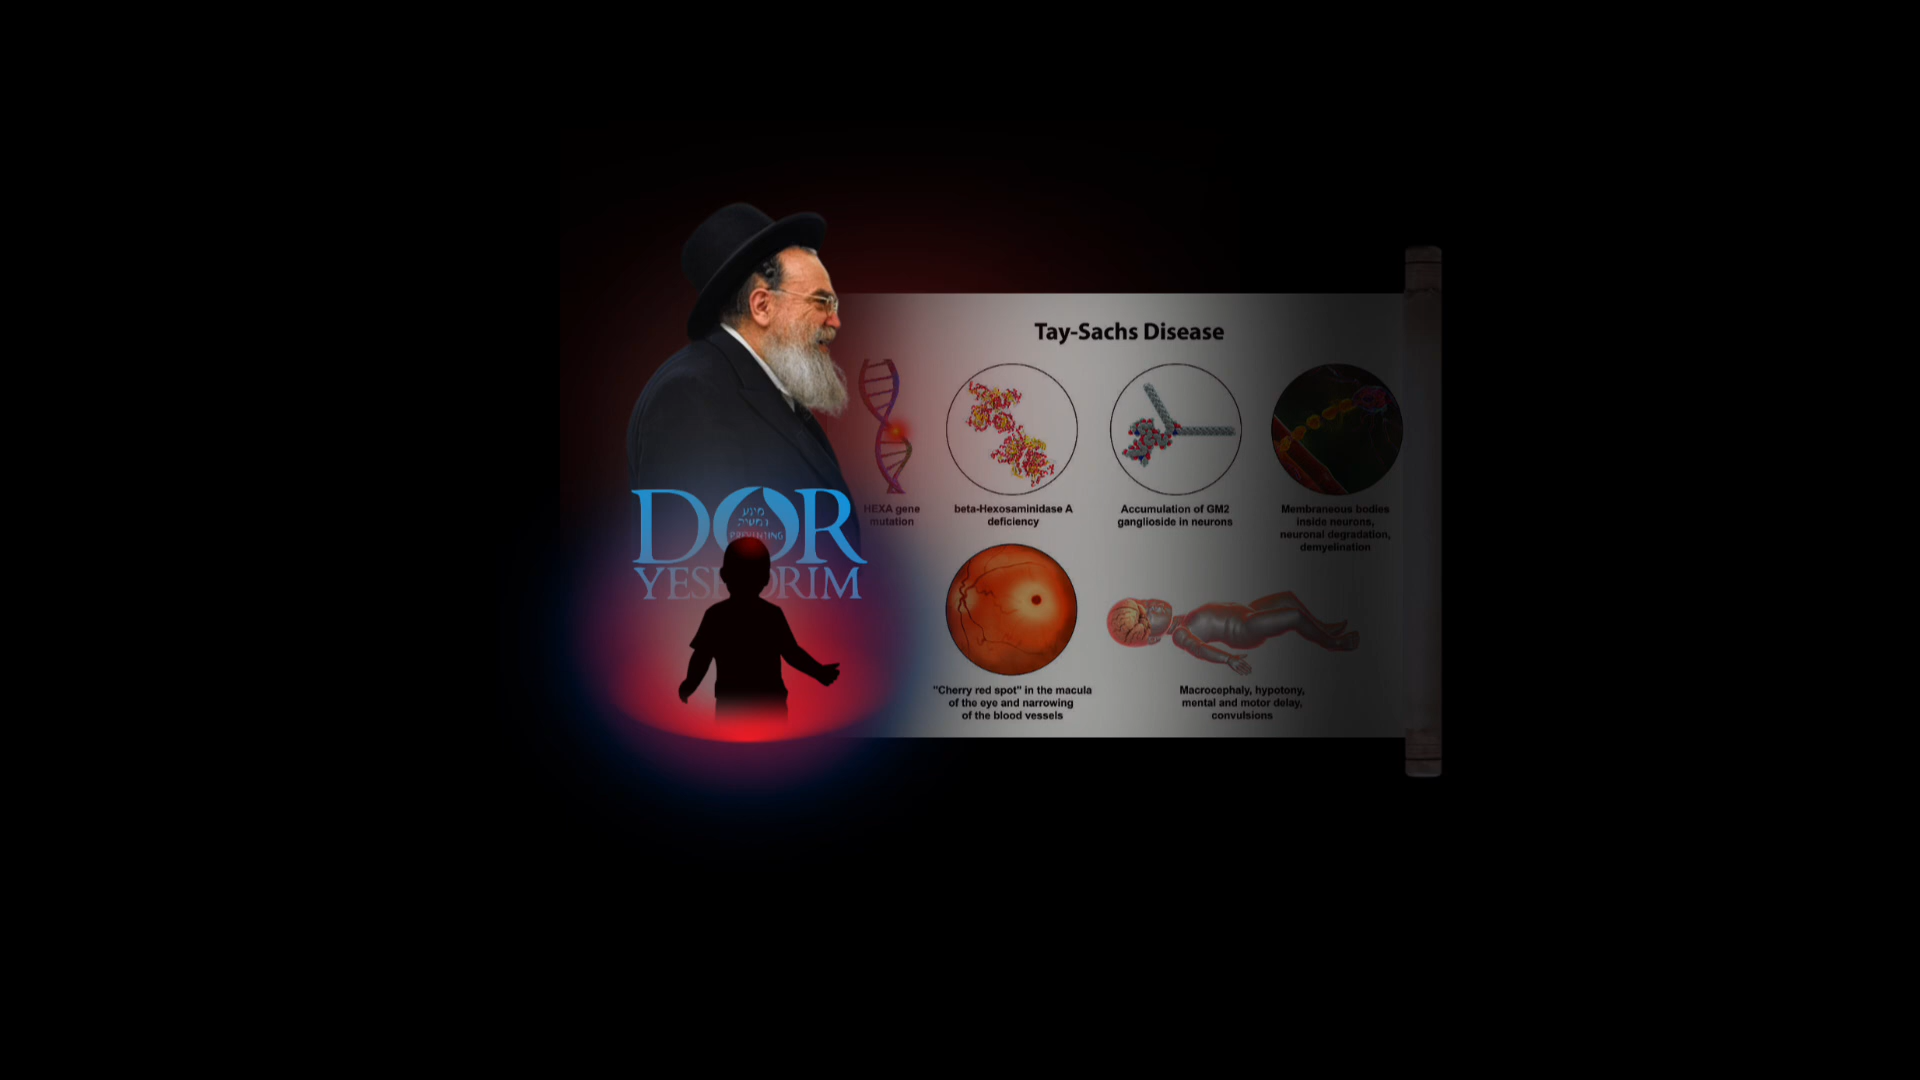 Tay-Sachs Disease
HEXA gene
mutation
beta-Hexosaminidase A
deficiency
Accumulation of GM2
ganglioside in neurons
Membraneous bodies
inside neurons,
neuronal degradation,
demyelination
"Cherry red spot" in the macula
of the eye and narrowing
of the blood vessels
Macrocephaly, hypotony,
mental and motor delay,
convulsions
DOR
מינע
PREVENTING